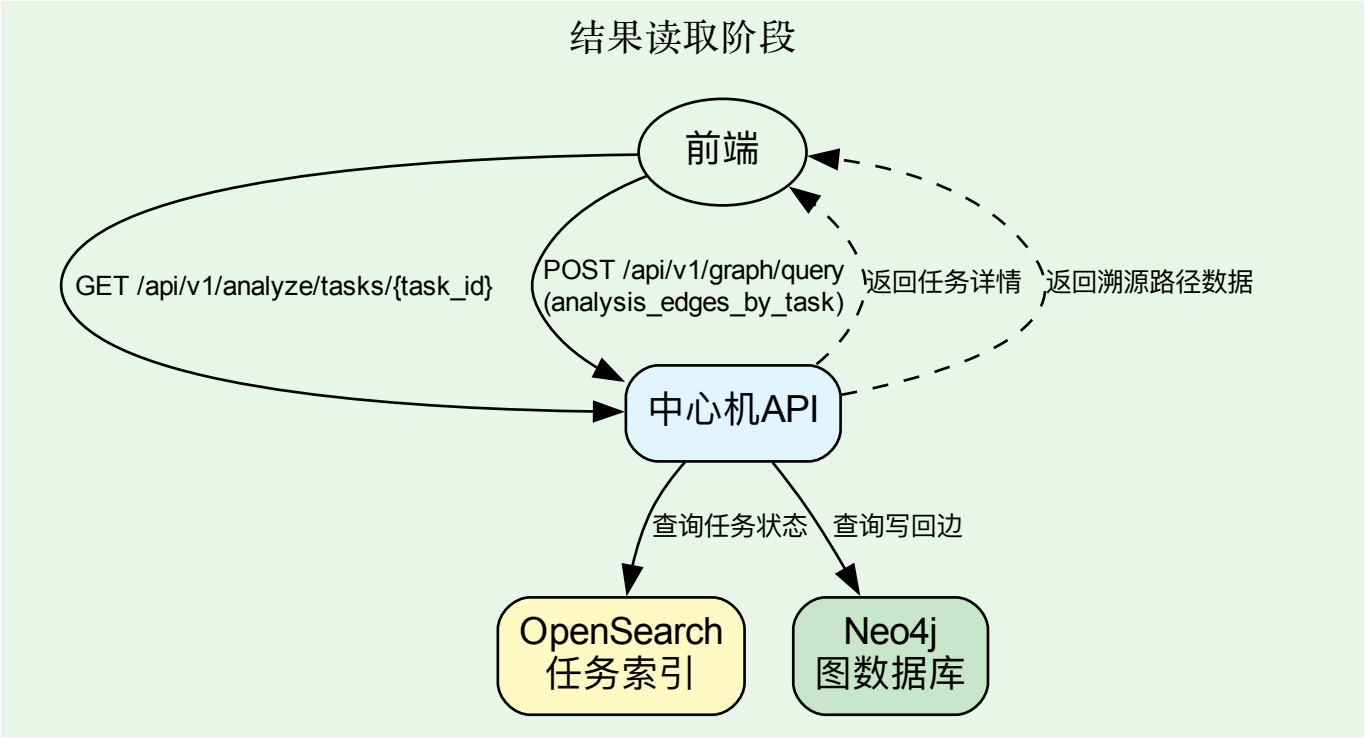 结果读取阶段
前端
GET /api/v1/analyze/tasks/{task_id}
POST /api/v1/graph/query
(analysis_edges_by_task)
返回任务详情
返回溯源路径数据
中心机API
查询任务状态
查询写回边
OpenSearch
任务索引
Neo4j
图数据库